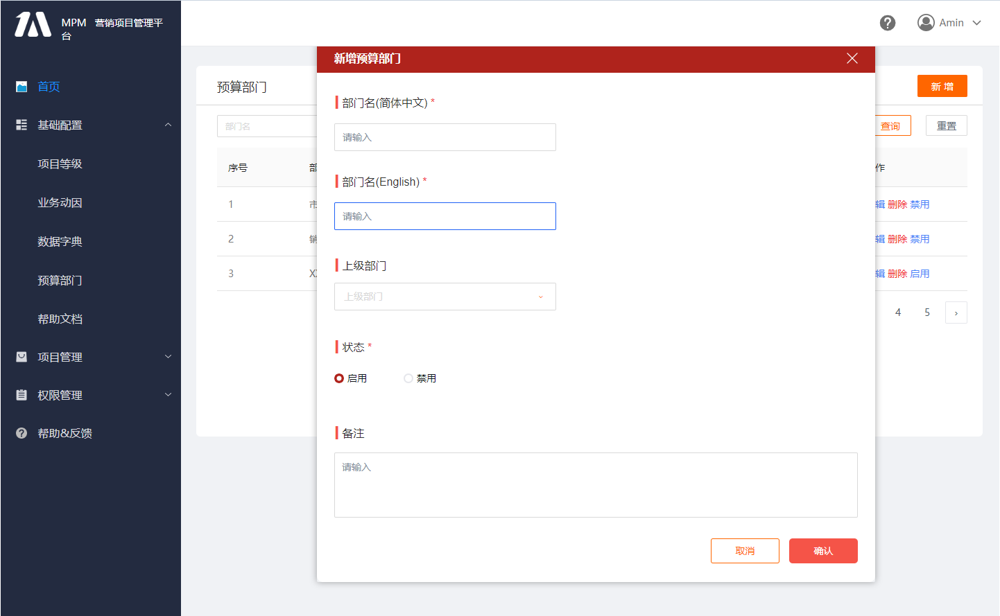 MPM 营销项目管理平
台
Amin
首页
基础配置
项目等级
业务动因
数据字典
预算部门
帮助文档
项目管理
权限管理
帮助&反馈
预算部门
新 增
部门名
查询
重置
序号
部
作
1
市
辑 删除 禁用
2
销
辑 删除 禁用
3
辑 删除 启用
4
5
新增预算部门
部门名(简体中文) *
请输入
部门名(English) *
请输入
上级部门
上级部门
状态 *
启用
禁用
备注
请输入
取消
确认